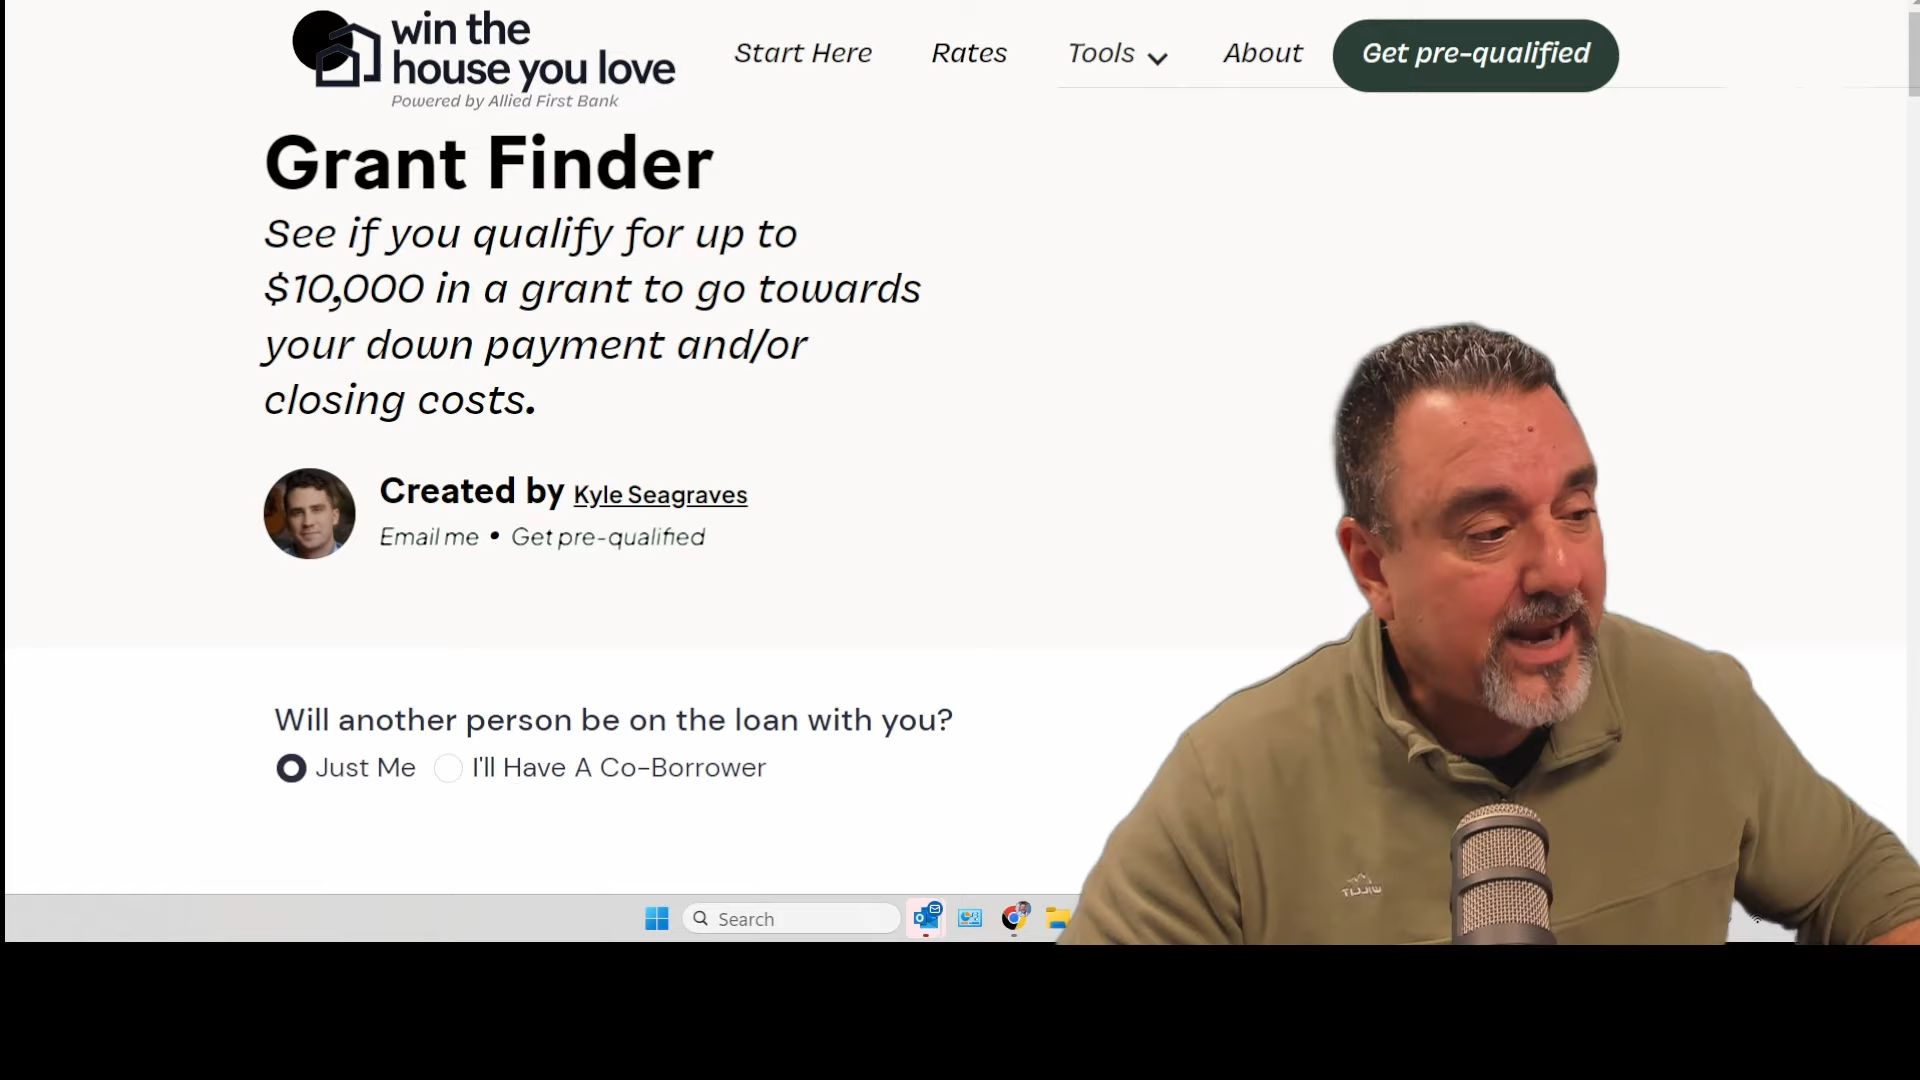 win the
house you love
Powered by Allied First Bank
Start Here
Rates
Tools
About
Get pre-qualified
Grant Finder
See if you qualify for up to
$10,000 in a grant to go towards
your down payment and/or
closing costs.
Created by Kyle Seagraves
Email me • Get pre-qualified
Will another person be on the loan with you?
Just Me
I'll Have A Co-Borrower
Search